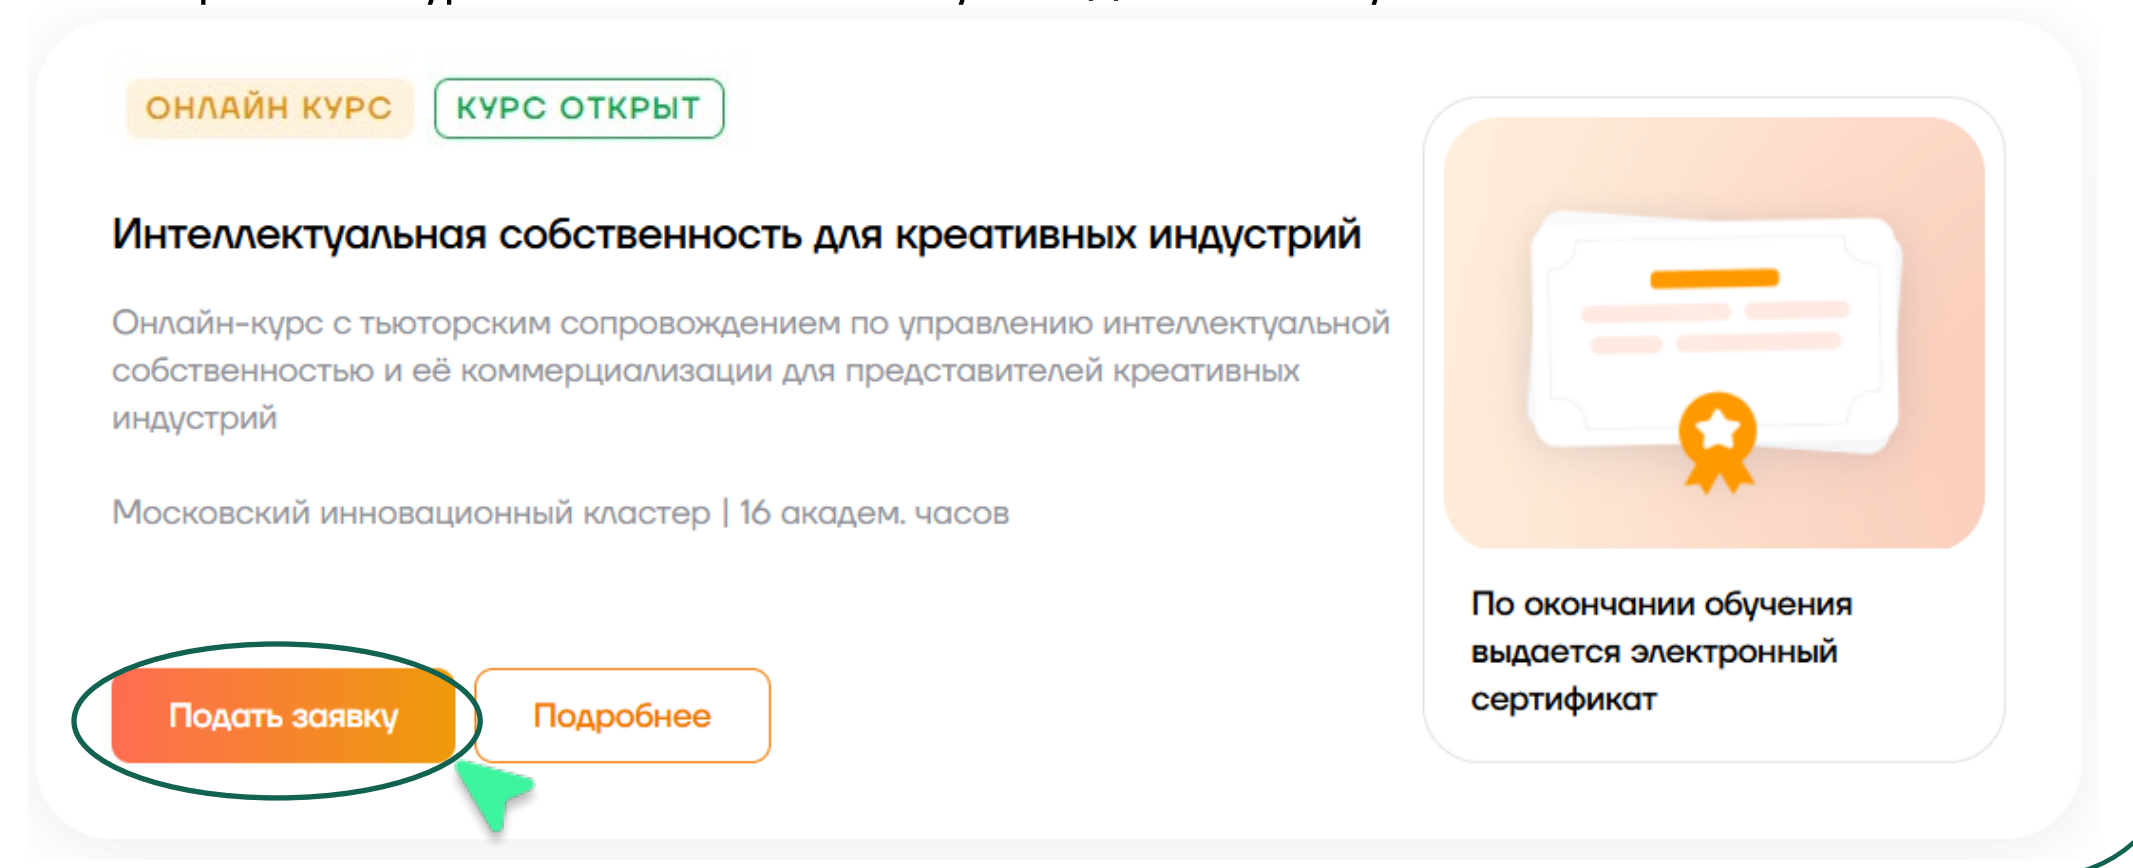 ОНЛАЙН КУРС
КУРС ОТКРЫТ
Интеллектуальная собственность для креативных индустрий
Онлайн-курс с тьюторским сопровождением по управлению интеллектуальной
собственностью и её коммерциализации для представителей креативных
индустрий
Московский инновационный кластер | 16 академ. часов
Подать заявку
Подробнее
По окончании обучения
выдается электронный
сертификат